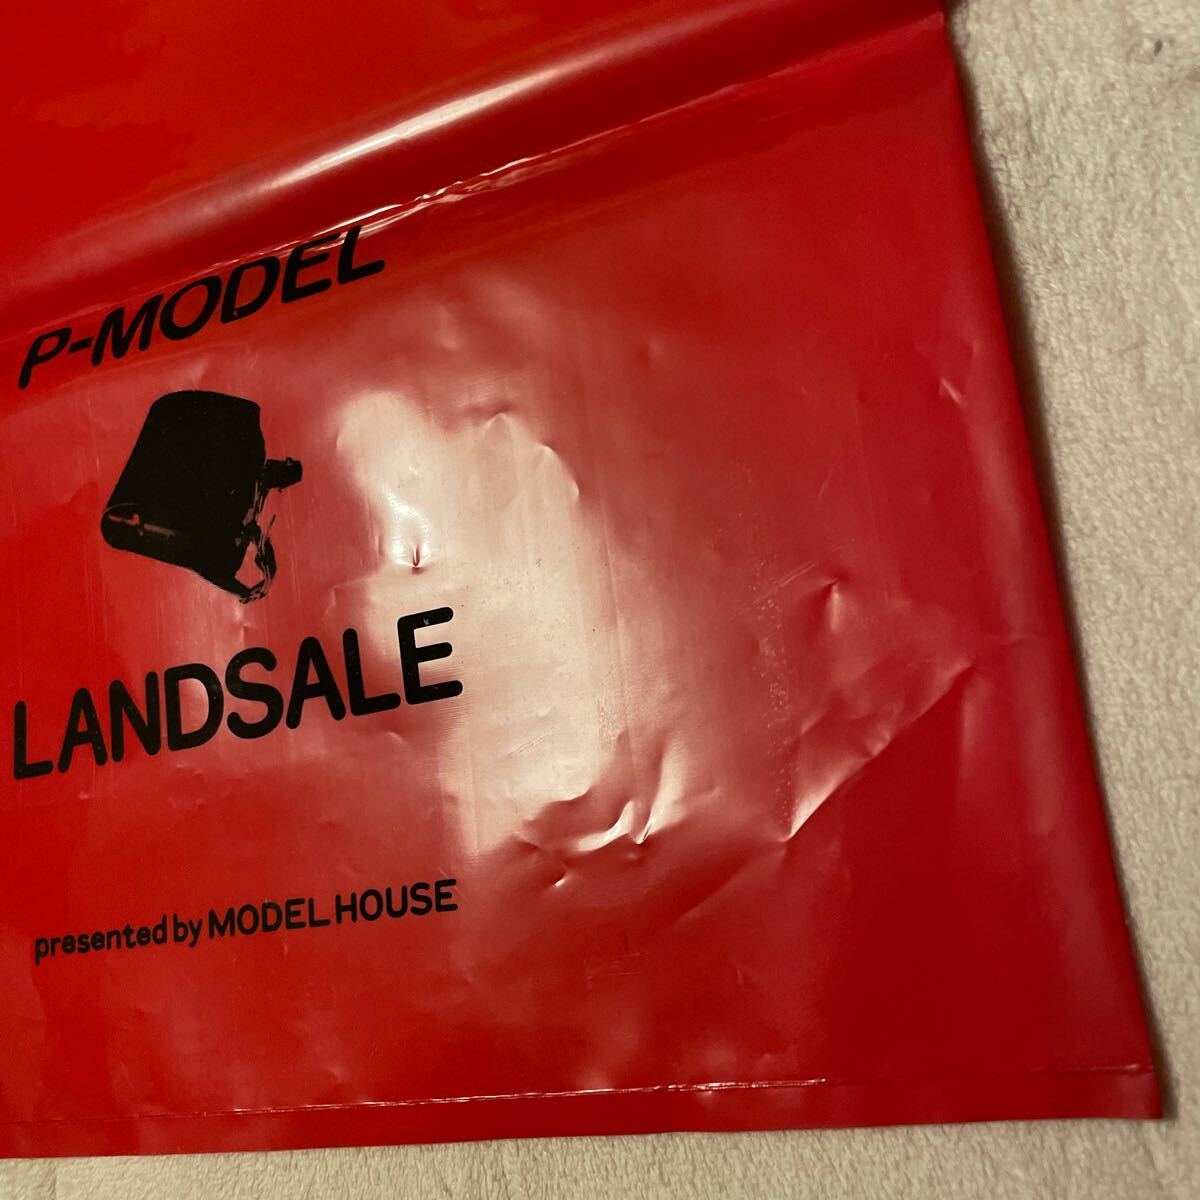 P-MODEL
LANDSALE
presented by MODEL HOUSE